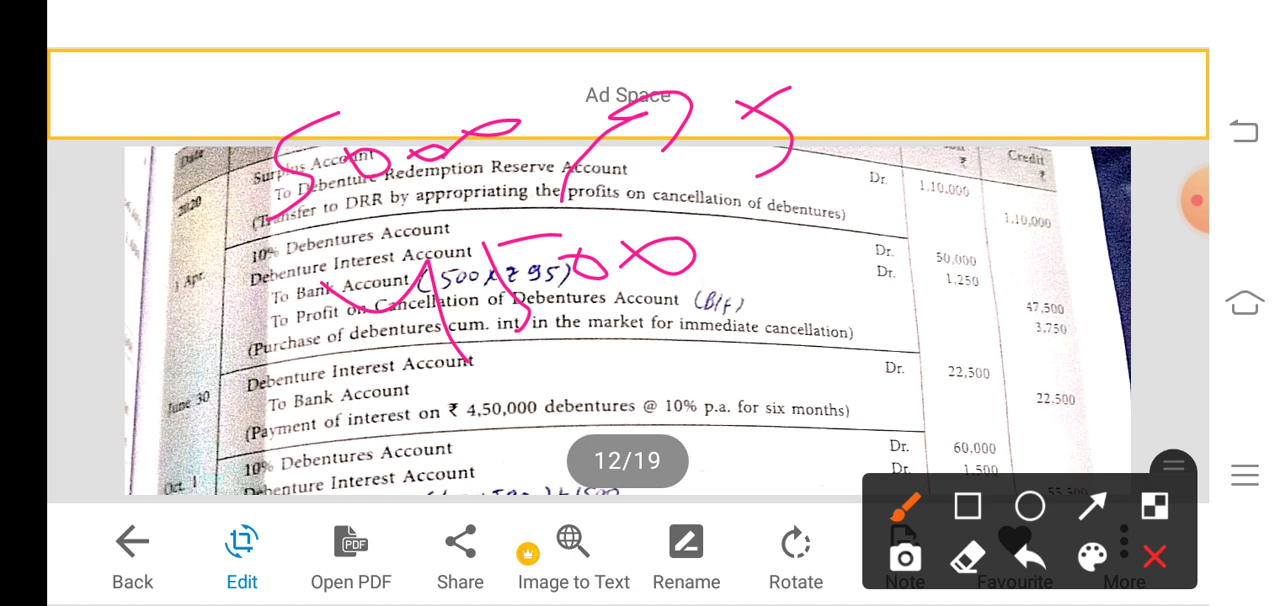 Ad Space
Date
Credit
₹
₹
2020
Surplus Account
Dr.
1,10,000
To Debenture Redemption Reserve Account
1,10,000
(Transfer to DRR by appropriating the profits on cancellation of debentures)
1 Apr.
10% Debentures Account
Dr.
50,000
Debenture Interest Account
Dr.
1,250
To Bank Account (500 x ₹ 95)
47,500
To Profit on Cancellation of Debentures Account (B/f)
3,750
(Purchase of debentures cum. int, in the market for immediate cancellation)
June 30
Debenture Interest Account
Dr.
22,500
To Bank Account
22,500
(Payment of interest on ₹ 4,50,000 debentures @ 10% p.a. for six months)
Oct. 1
10% Debentures Account
Dr.
60,000
Debenture Interest Account
Dr.
1,500
55,500
500
95
47500
12/19
Back
Edit
PDF
Open PDF
Share
Image to Text
Rename
Rotate
Note
Favourite
More